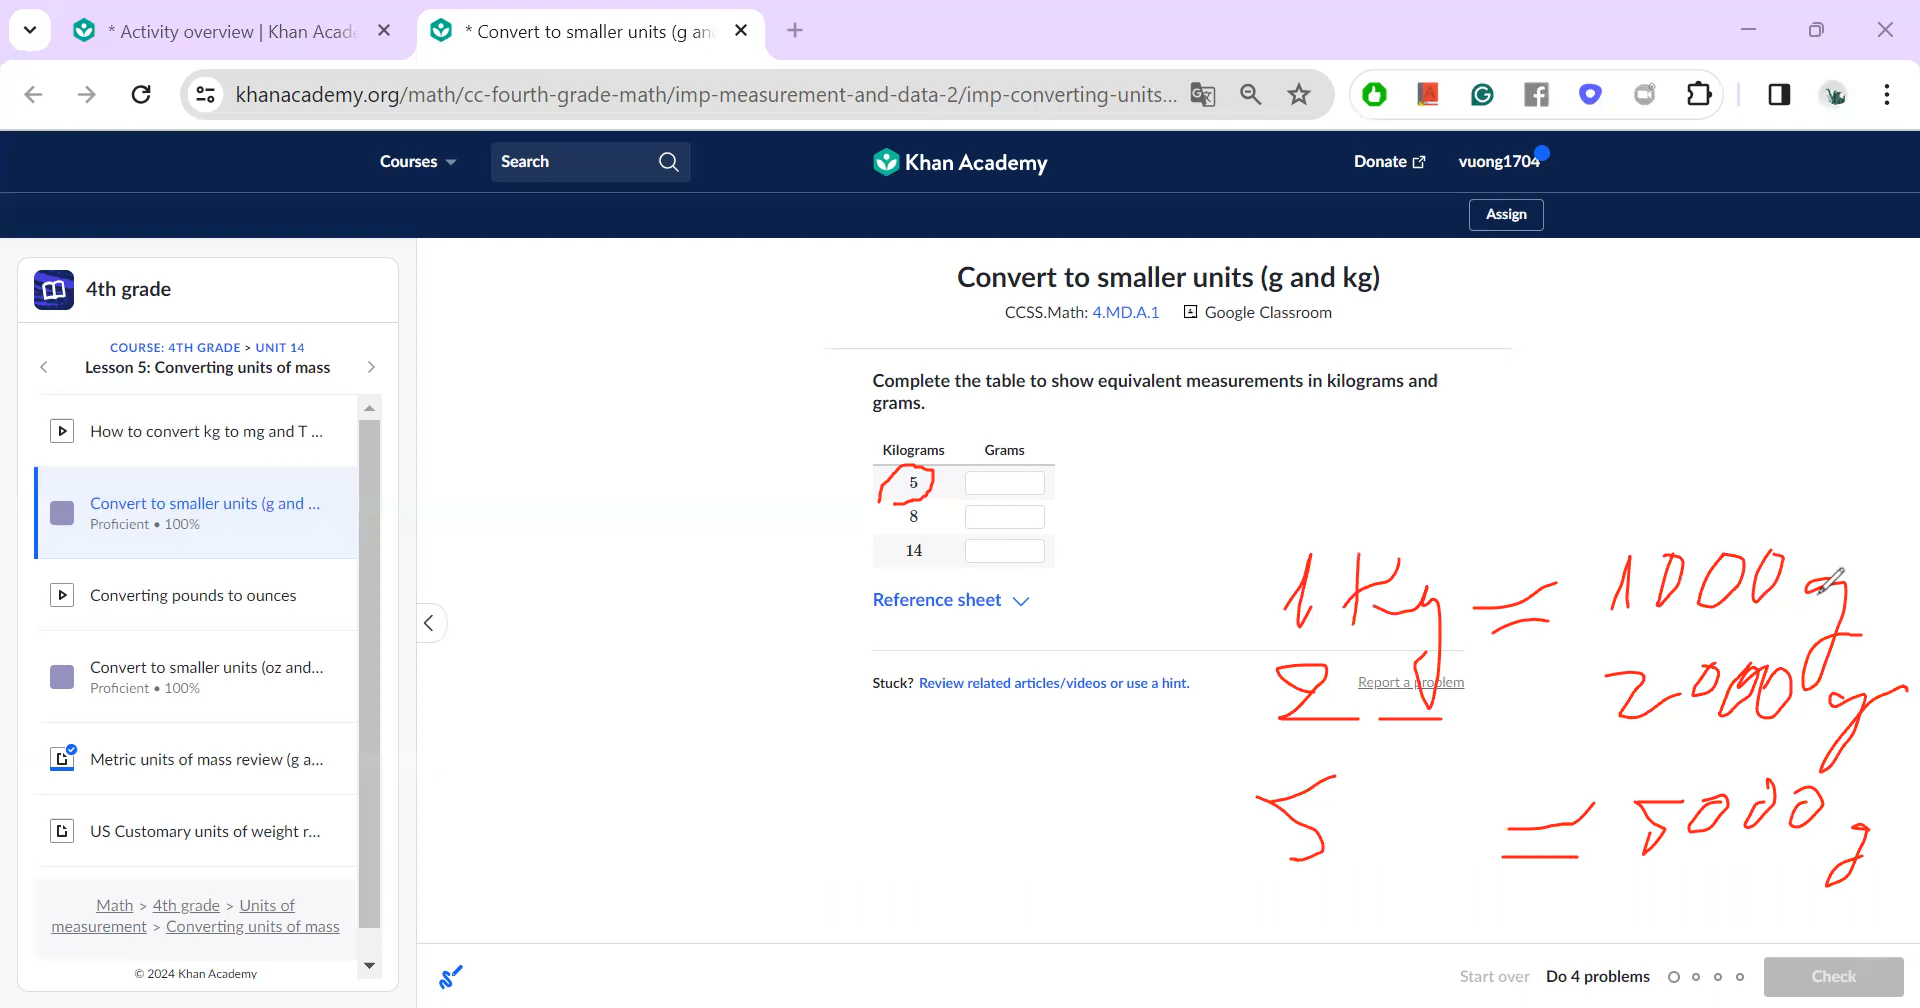 * Activity overview | Khan Acade
* Convert to smaller units (g an
khanacademy.org/math/cc-fourth-grade-math/imp-measurement-and-data-2/imp-converting-units...
Courses
Search
Khan Academy
Donate
vuong1704
Assign
4th grade
COURSE: 4TH GRADE > UNIT 14
Lesson 5: Converting units of mass
How to convert kg to mg and T ...
Convert to smaller units (g and ...
Proficient • 100%
Converting pounds to ounces
Convert to smaller units (oz and...
Proficient • 100%
Metric units of mass review (g a...
US Customary units of weight r...
Math > 4th grade > Units of
measurement > Converting units of mass
© 2024 Khan Academy
Convert to smaller units (g and kg)
CCSS.Math: 4.MD.A.1 Google Classroom
Complete the table to show equivalent measurements in kilograms and
grams.
Kilograms Grams
5
8
14
Reference sheet
Stuck? Review related articles/videos or use a hint.
Report a problem
1 Kg = 1000 g
2 2000 g
5 = 5000 g
Start over Do 4 problems Check